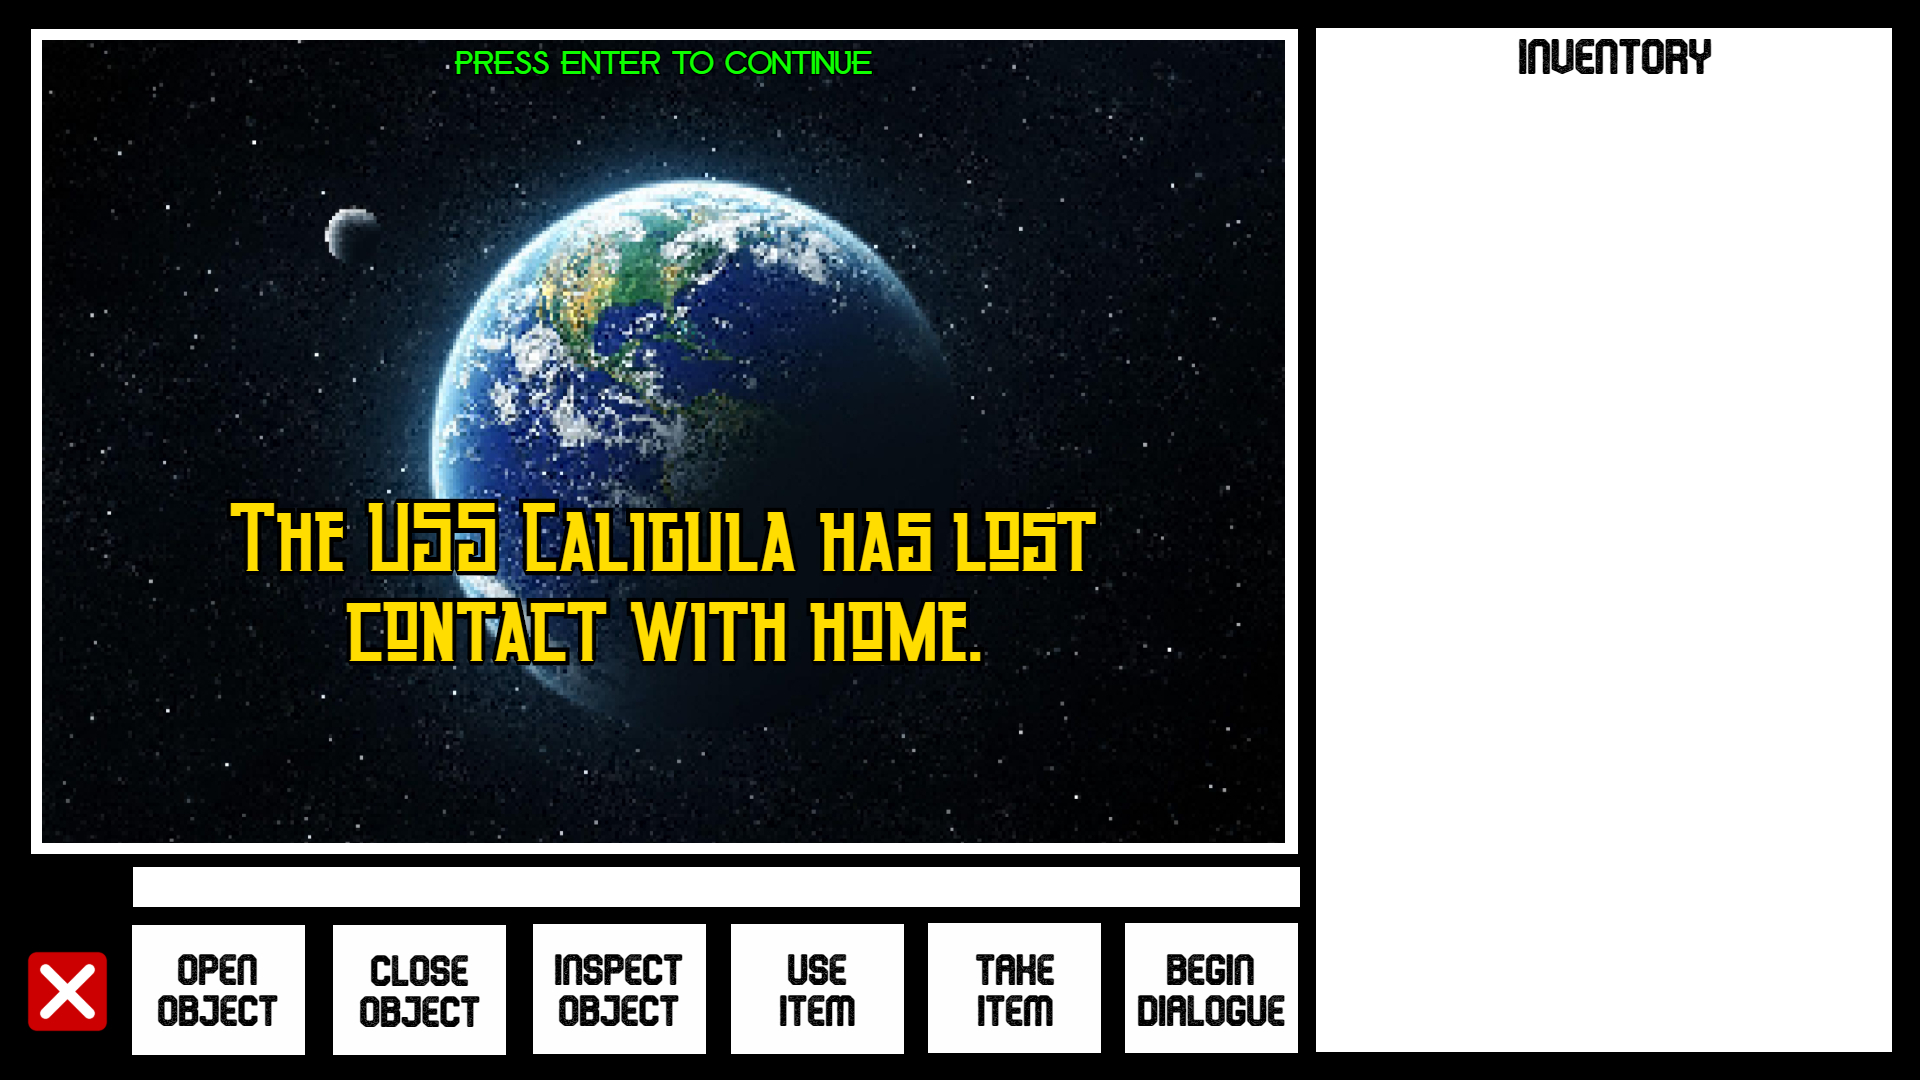 PRESS ENTER TO CONTINUE
INVENTORY
The USS Caligula has lost
contact with home.
OPEN
OBJECT
CLOSE
OBJECT
INSPECT
OBJECT
USE
ITEM
TAKE
ITEM
BEGIN
DIALOGUE